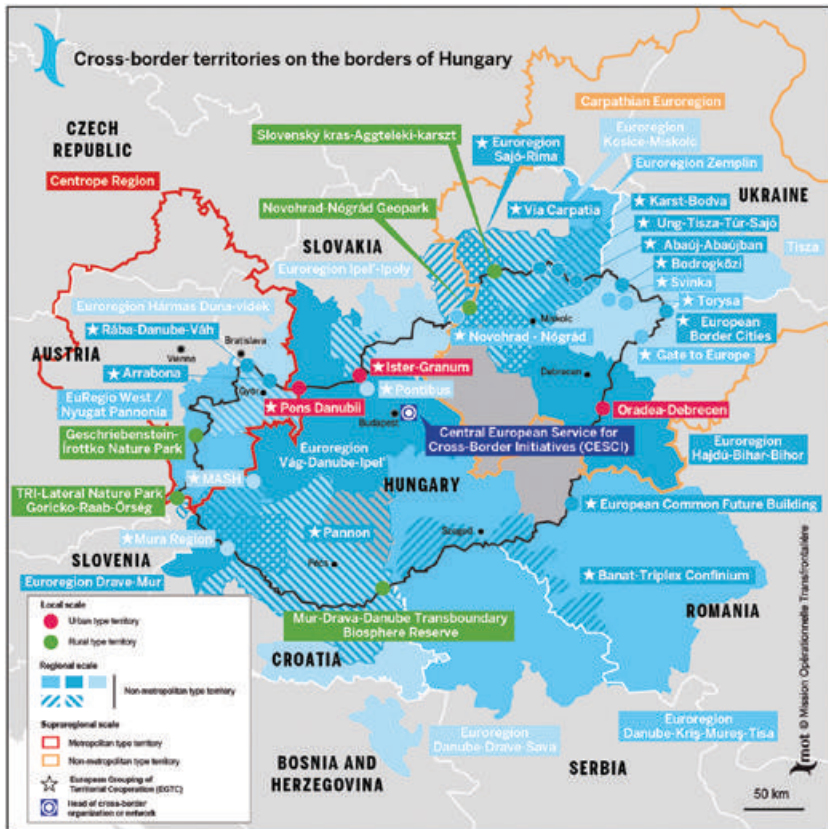 Cross-border territories on the borders of Hungary
CZECH
REPUBLIC
Centrope Region
Slovenský kras-Aggteleki-karszt
Euroregion
Sajó-Rima
Carpathian Euroregion
Euroregion
Kosice-Miskolc
Euroregion Zemplin
UKRAINE
Novohrad-Nógrád Geopark
Via Carpatia
Karst-Bodva
Ung-Tisza-Túr-Sajó
Abaúj-Abaújban
Bodrogközi
Tisza
Svinka
Torysa
European
Border Cities
Gate to Europe
SLOVAKIA
Euroregion Ipel'-Ipoly
Euroregion Hármas Duna-vidék
Rába-Danube-Váh
Bratislava
Vienna
AUSTRIA
Arrabona
Győr
EuRegio West /
Nyugat Pannonia
Novohrad - Nógrád
Miskolc
Ister-Granum
Pontibus
Pons Danubii
Budapest
Debrecen
Oradea-Debrecen
Central European Service for
Cross-Border Initiatives (CESCI)
Geschriebenstein-
Írottko Nature Park
Euroregion
Vág-Danube-Ipel'
Euroregion
Hajdú-Bihar-Bihor
MASH
HUNGARY
TRI-Lateral Nature Park
Goricko-Raab-Örség
European Common Future Building
Pannon
Szeged
Mura Region
SLOVENIA
Pécs
Euroregion Drave-Mur
Banat-Triplex Confinium
ROMANIA
Mur-Drava-Danube Transboundary
Biosphere Reserve
CROATIA
Local scale
Urban type territory
Rural type territory
Regional scale
Non-metropolitan type territory
Supraregional scale
Metropolitan type territory
Non-metropolitan type territory
European Grouping of
Territorial Cooperation (EGTC)
Head of cross-border
organization or network
Euroregion
Danube-Drave-Sava
Euroregion
Danube-Kriş-Mureş-Tisa
BOSNIA AND
HERZEGOVINA
SERBIA
50 km
mot © Mission Opérationnelle Transfrontalière